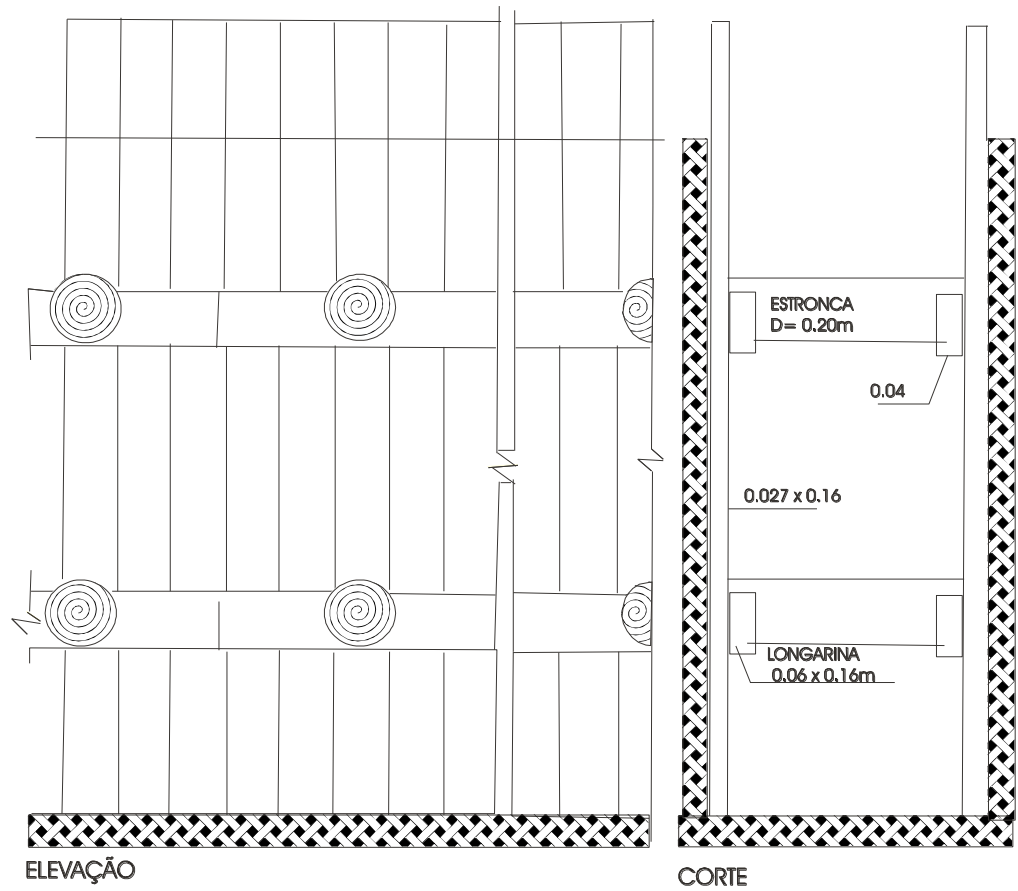 ESTRONCA
D= 0.20m
0.04
0.027 x 0.16
LONGARINA
0.06 x 0.16m
ELEVAÇÃO
CORTE